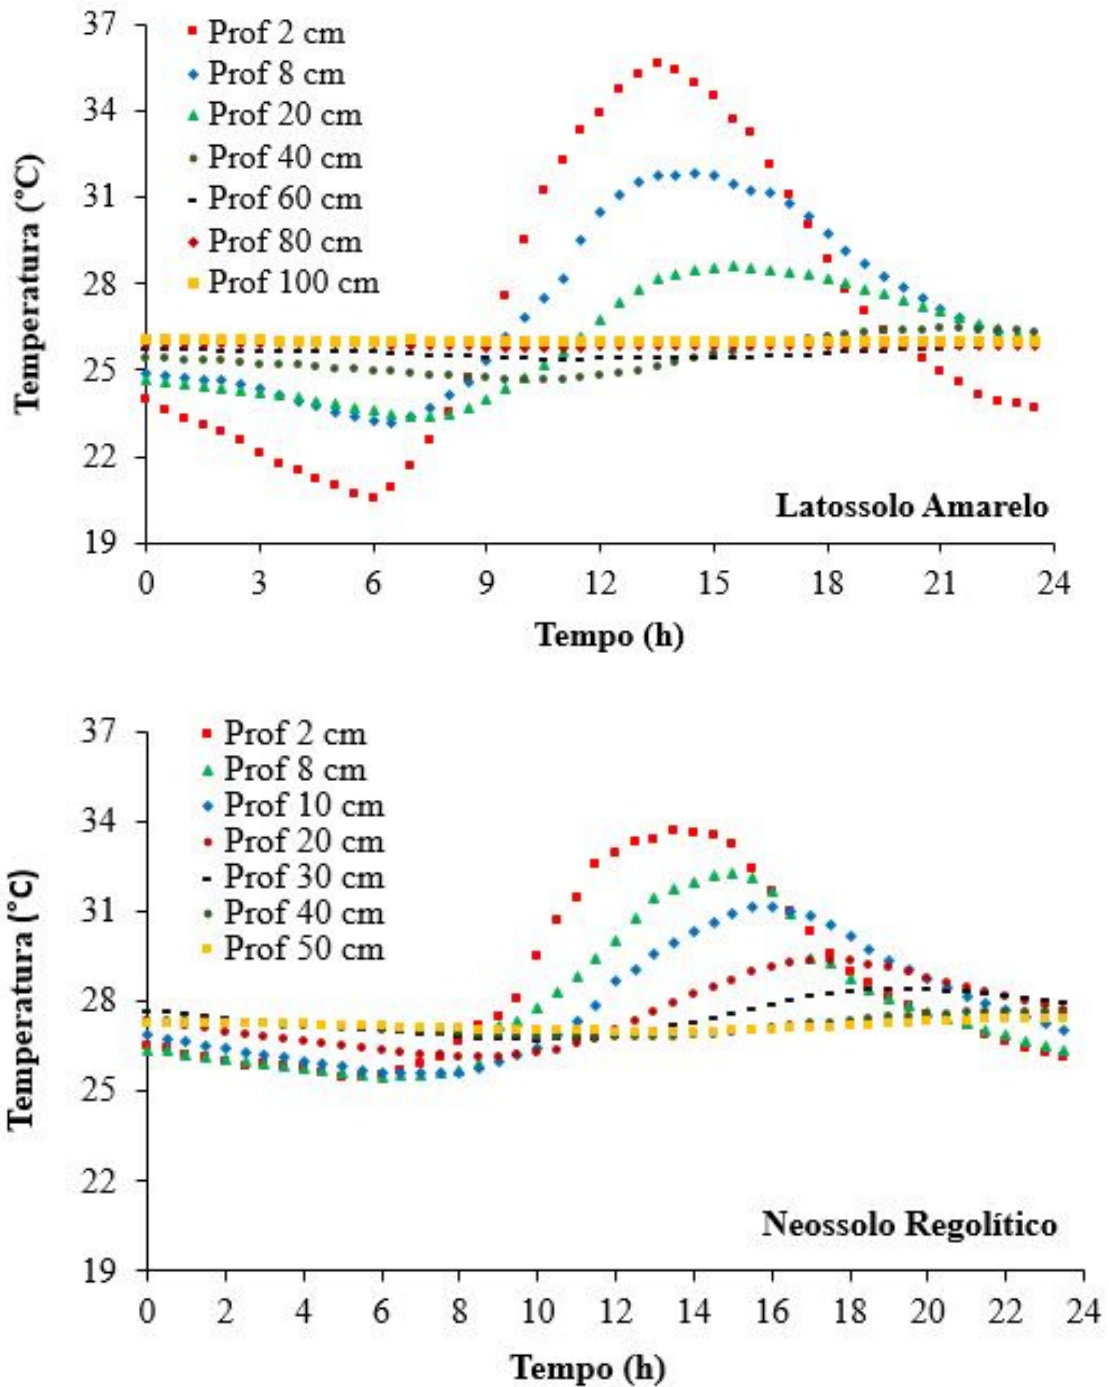 37
34
31
28
25
22
19
Temperatura (°C)
Prof 2 cm
Prof 8 cm
Prof 20 cm
Prof 40 cm
Prof 60 cm
Prof 80 cm
Prof 100 cm
Latossolo Amarelo
0 3 6 9 12 15 18 21 24
Tempo (h)
37
34
31
28
25
22
19
Temperatura (°C)
Prof 2 cm
Prof 8 cm
Prof 10 cm
Prof 20 cm
Prof 30 cm
Prof 40 cm
Prof 50 cm
Neossolo Regolítico
0 2 4 6 8 10 12 14 16 18 20 22 24
Tempo (h)